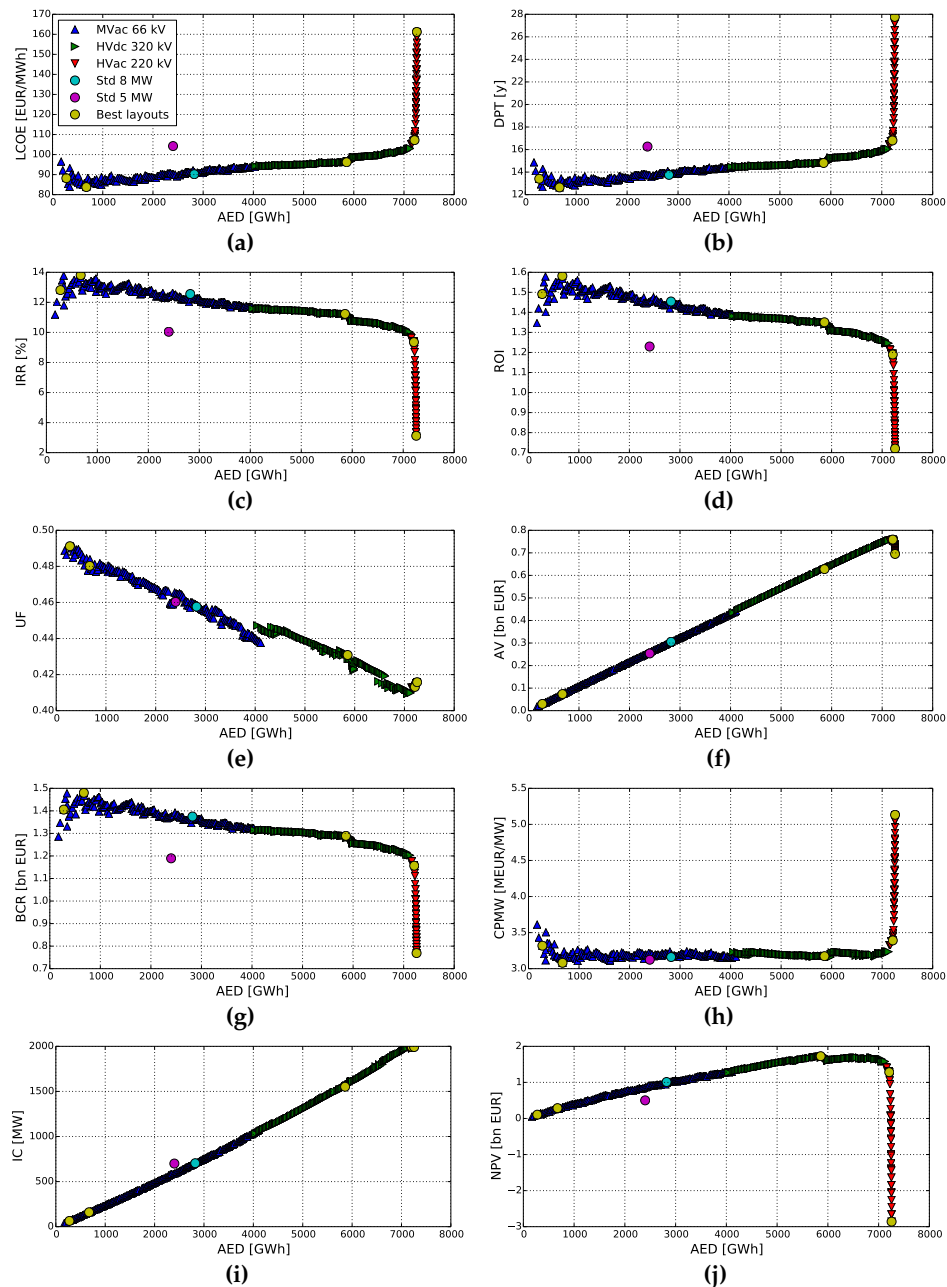 170
160
150
140
130
120
110
100
90
80
LCOE [EUR/MWh]
MVac 66 kV
HVdc 320 kV
HVac 220 kV
Std 8 MW
Std 5 MW
Best layouts
0 1000 2000 3000 4000 5000 6000 7000 8000
AED [GWh]
(a)
28
26
24
22
20
18
16
14
12
DPT [y]
0 1000 2000 3000 4000 5000 6000 7000 8000
AED [GWh]
(b)
14
12
10
8
6
4
2
IRR [%]
0 1000 2000 3000 4000 5000 6000 7000 8000
AED [GWh]
(c)
1.6
1.5
1.4
1.3
1.2
1.1
1.0
0.9
0.8
0.7
ROI
0 1000 2000 3000 4000 5000 6000 7000 8000
AED [GWh]
(d)
0.50
0.48
0.46
0.44
0.42
0.40
UF
0 1000 2000 3000 4000 5000 6000 7000 8000
AED [GWh]
(e)
0.8
0.7
0.6
0.5
0.4
0.3
0.2
0.1
0.0
AV [bn EUR]
0 1000 2000 3000 4000 5000 6000 7000 8000
AED [GWh]
(f)
1.5
1.4
1.3
1.2
1.1
1.0
0.9
0.8
0.7
BCR [bn EUR]
0 1000 2000 3000 4000 5000 6000 7000 8000
AED [GWh]
(g)
5.5
5.0
4.5
4.0
3.5
3.0
CPMW [MEUR/MW]
0 1000 2000 3000 4000 5000 6000 7000 8000
AED [GWh]
(h)
2000
1500
1000
500
0
IC [MW]
0 1000 2000 3000 4000 5000 6000 7000 8000
AED [GWh]
(i)
2
1
0
−1
−2
−3
NPV [bn EUR]
0 1000 2000 3000 4000 5000 6000 7000 8000
AED [GWh]
(j)